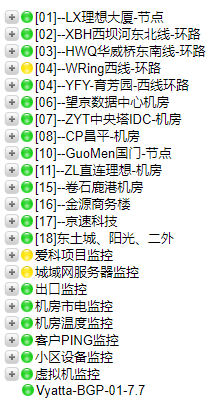 [01]--LX理想大厦-节点
[02]--XBH西坝河东北线-环路
[03]--HWQ华威桥东南线-环路
[04]--WRing西线-环路
[04]--YFY-育芳园-西线环路
[06]--望京数据中心机房
[07]--ZYT中央塔IDC-机房
[08]--CP昌平-机房
[10]--GuoMen国门-节点
[11]--ZL直连理想-机房
[15]--卷石鹿港机房
[16]--金源商务楼
[17]--京速科技
[18]东土城、阳光、二外
爱科项目监控
城域网服务器监控
出口监控
机房市电监控
机房温度监控
客户PING监控
小区设备监控
虚拟机监控
Vyatta-BGP-01-7.7